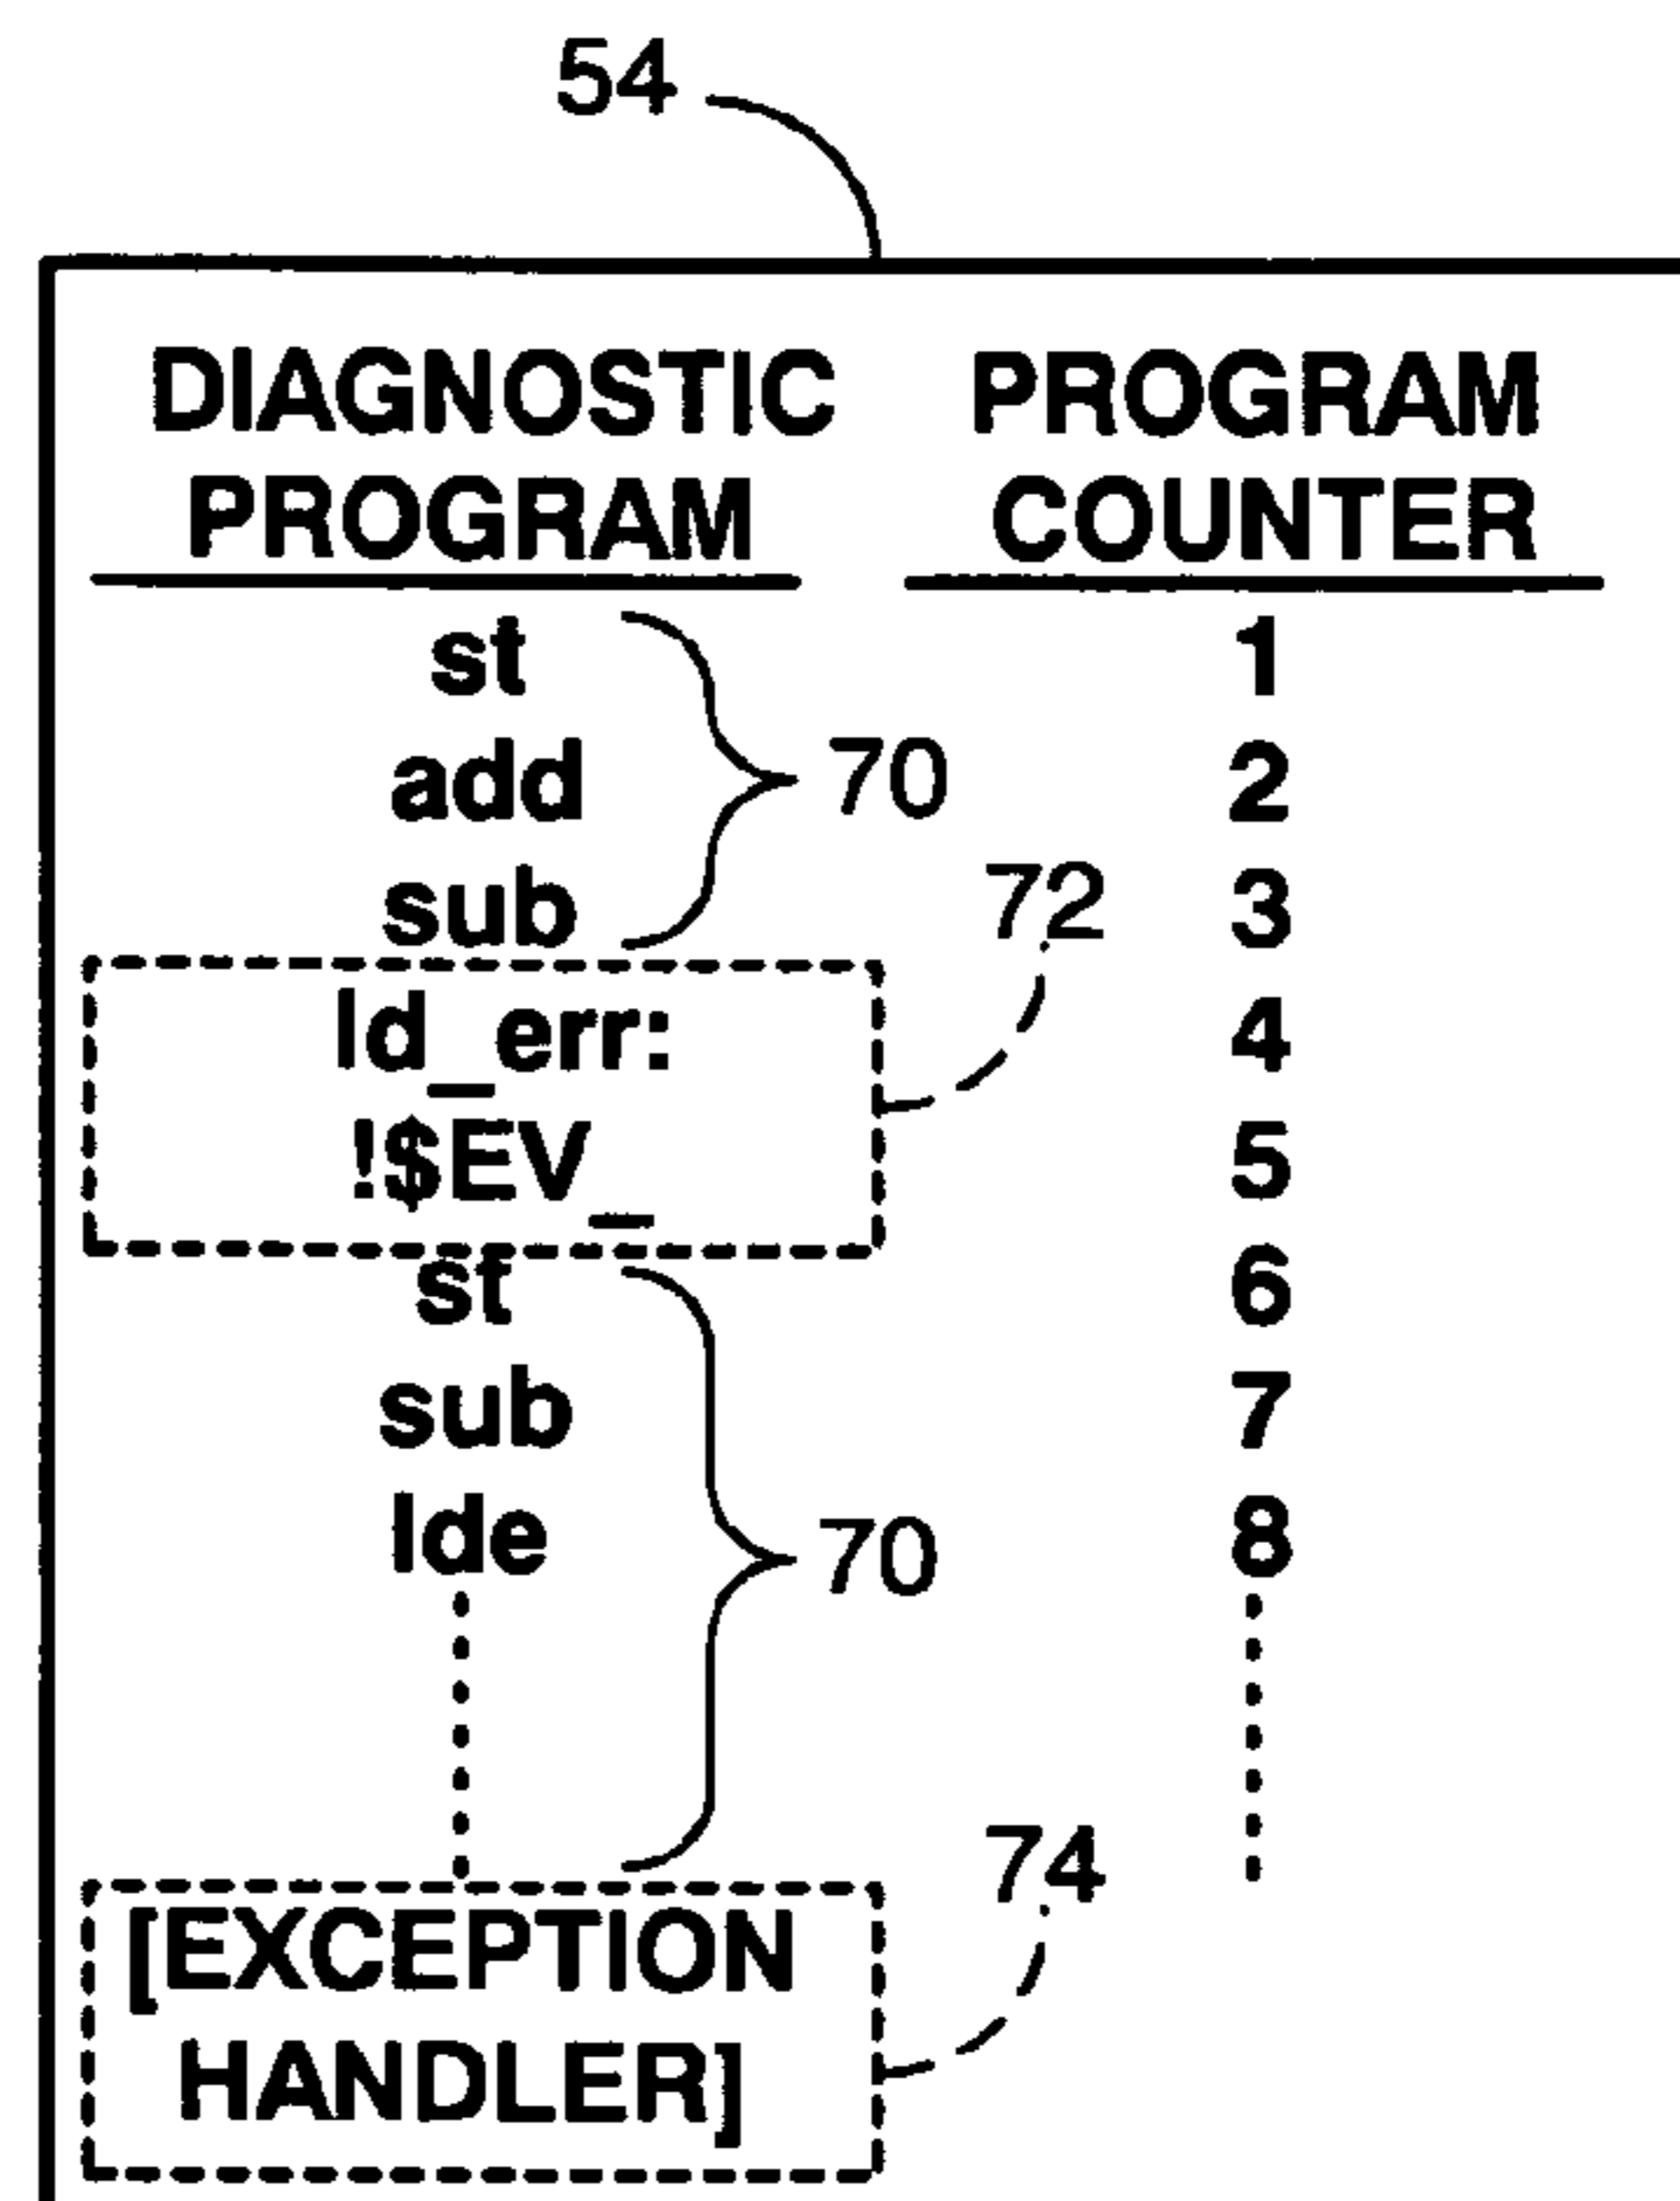 54
DIAGNOSTIC PROGRAM
PROGRAM COUNTER
st 1
add 2
70
sub 72 3
ld_err: 4
!$EV_ 5
st 6
sub 7
lde 70 8
74
[EXCEPTION
HANDLER]